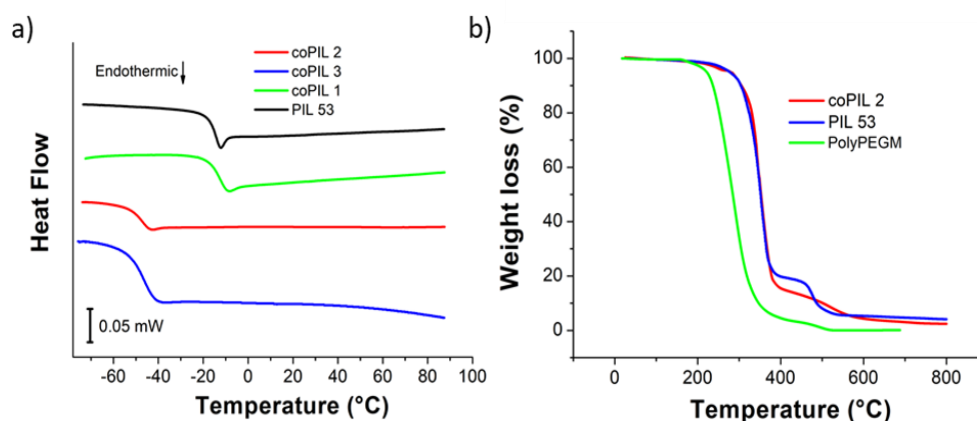 a)
coPIL 2
coPIL 3
coPIL 1
PIL 53
Endothermic
Heat Flow
0.05 mW
-60 -40 -20 0 20 40 60 80 100
Temperature (°C)
b)
100
80
60
40
20
0
Weight loss (%)
coPIL 2
PIL 53
PolyPEGM
0 200 400 600 800
Temperature (°C)